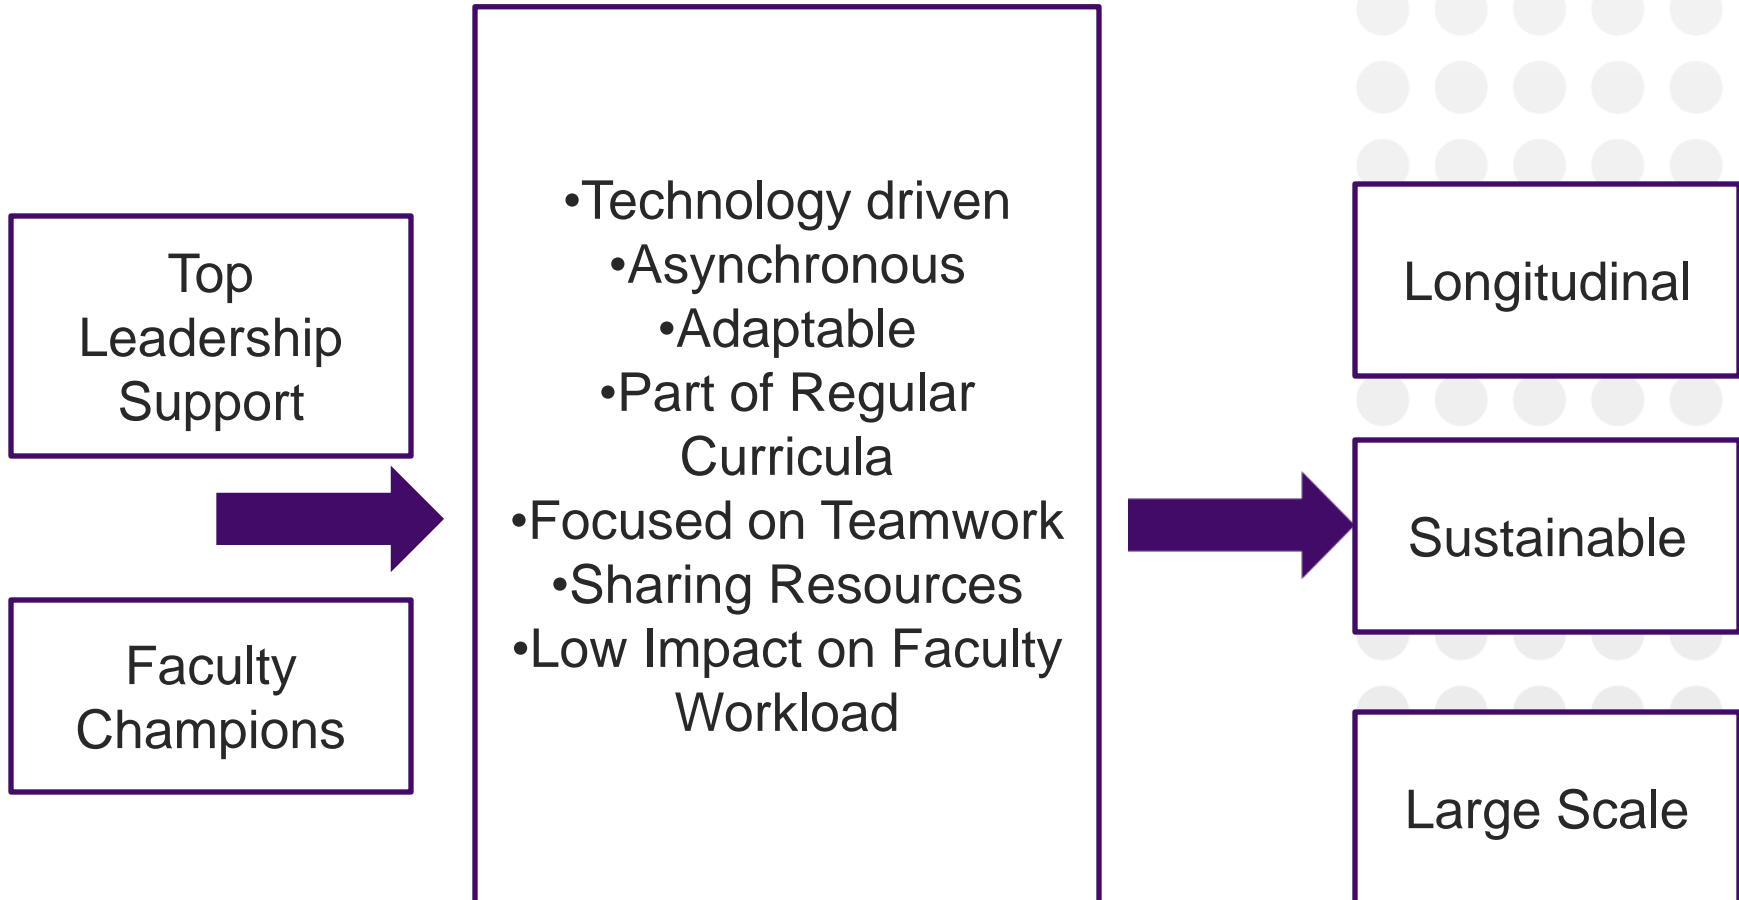 Top
Leadership
Support
Faculty
Champions
•Technology driven
•Asynchronous
•Adaptable
•Part of Regular
Curricula
•Focused on Teamwork
•Sharing Resources
•Low Impact on Faculty
Workload
Longitudinal
Sustainable
Large Scale